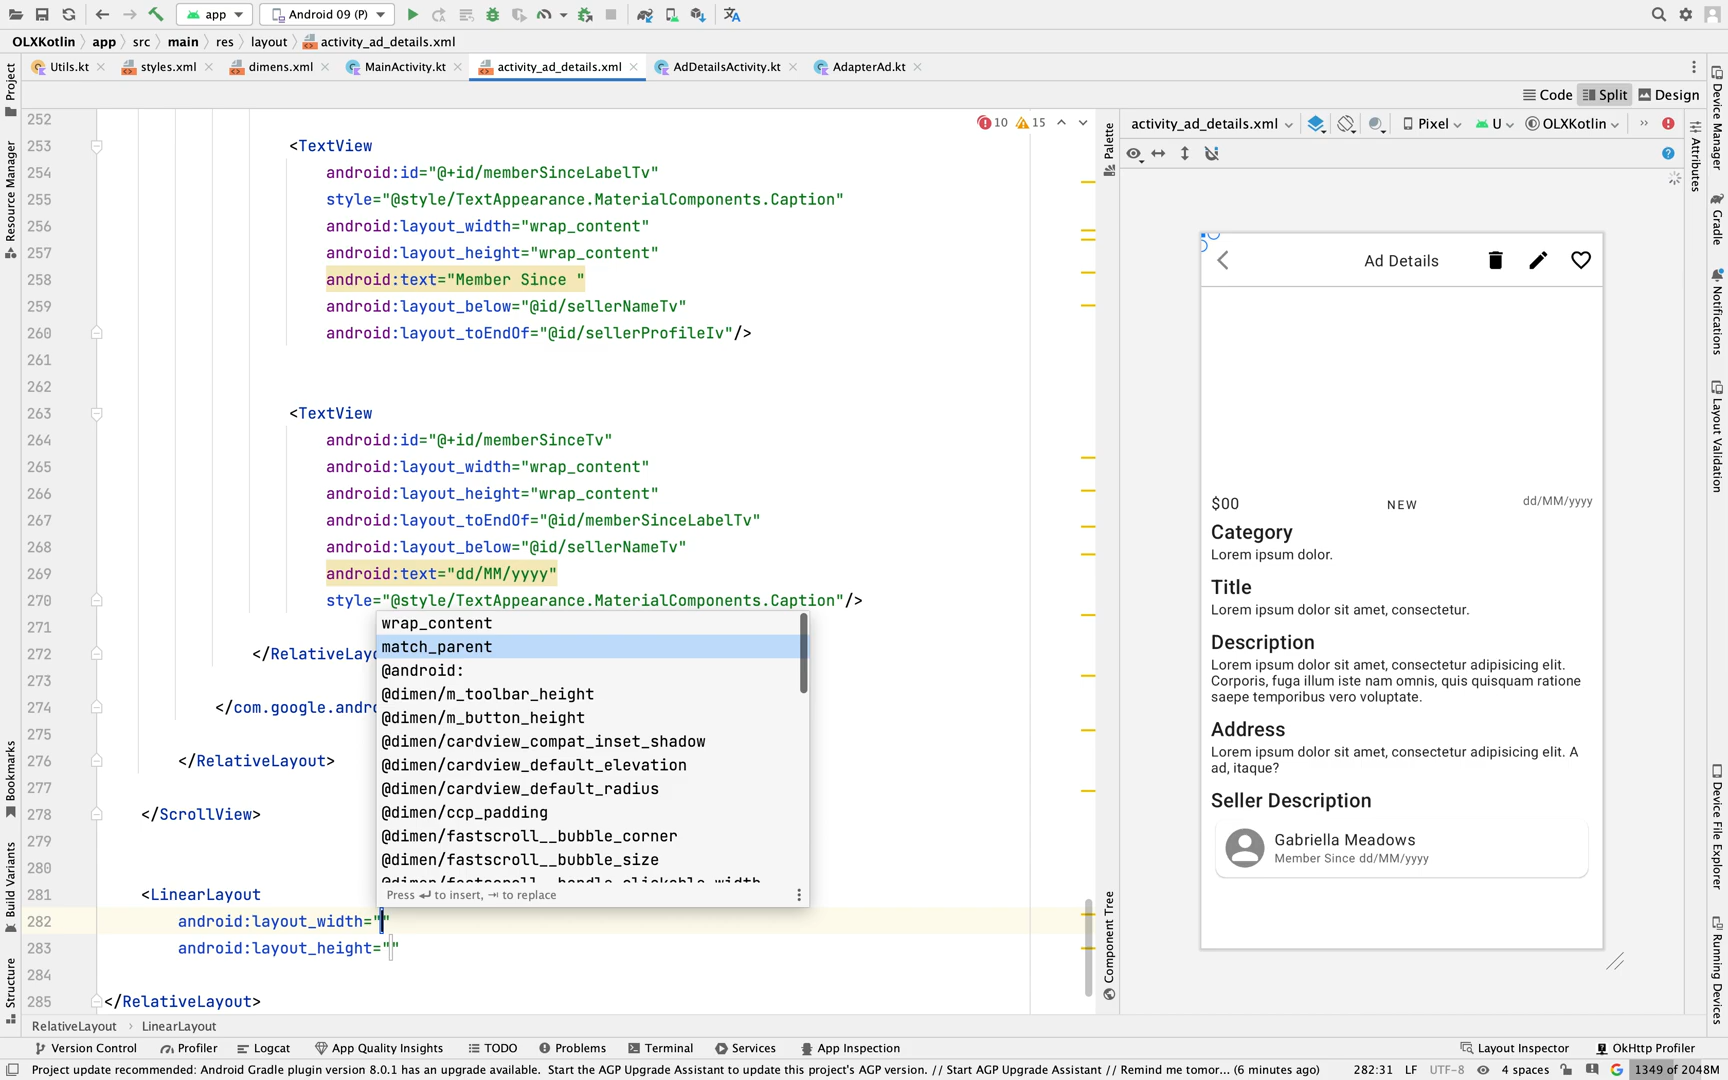 app
Android 09 (P)
OLXKotlin app src main res layout activity_ad_details.xml
Utils.kt styles.xml dimens.xml MainActivity.kt activity_ad_details.xml AdDetailsActivity.kt AdapterAd.kt
Code Split Design
10 15
activity_ad_details.xml Pixel U OLXKotlin
Project
Resource Manager
Bookmarks
Build Variants
Structure
252
253 <TextView
254 android:id="@+id/memberSinceLabelTv"
255 style="@style/TextAppearance.MaterialComponents.Caption"
256 android:layout_width="wrap_content"
257 android:layout_height="wrap_content"
258 android:text="Member Since "
259 android:layout_below="@id/sellerNameTv"
260 android:layout_toEndOf="@id/sellerProfileIv"/>
261
262
263 <TextView
264 android:id="@+id/memberSinceTv"
265 android:layout_width="wrap_content"
266 android:layout_height="wrap_content"
267 android:layout_toEndOf="@id/memberSinceLabelTv"
268 android:layout_below="@id/sellerNameTv"
269 android:text="dd/MM/yyyy"
270 style="@style/TextAppearance.MaterialComponents.Caption"/>
271
272 </RelativeLayo
273
274 </com.google.andro
275
276 </RelativeLayout>
277
278 </ScrollView>
279
280
281 <LinearLayout
282 android:layout_width=""
283 android:layout_height=""
284
285 </RelativeLayout>
wrap_content
match_parent
@android:
@dimen/m_toolbar_height
@dimen/m_button_height
@dimen/cardview_compat_inset_shadow
@dimen/cardview_default_elevation
@dimen/cardview_default_radius
@dimen/ccp_padding
@dimen/fastscroll__bubble_corner
@dimen/fastscroll__bubble_size
@dimen/fastscroll__handle_clickable_width
Press ↵ to insert, ⇥ to replace
Palette
Component Tree
Ad Details
$00 NEW dd/MM/yyyy
Category
Lorem ipsum dolor.
Title
Lorem ipsum dolor sit amet, consectetur.
Description
Lorem ipsum dolor sit amet, consectetur adipisicing elit.
Corporis, fuga illum iste nam omnis, quis quisquam ratione
saepe temporibus vero voluptate.
Address
Lorem ipsum dolor sit amet, consectetur adipisicing elit. A
ad, itaque?
Seller Description
Gabriella Meadows
Member Since dd/MM/yyyy
Attributes
Device Manager
Gradle
Notifications
Layout Validation
Device File Explorer
Running Devices
RelativeLayout LinearLayout
Version Control Profiler Logcat App Quality Insights TODO Problems Terminal Services App Inspection Layout Inspector OkHttp Profiler
Project update recommended: Android Gradle plugin version 8.0.1 has an upgrade available. Start the AGP Upgrade Assistant to update this project's AGP version. // Start AGP Upgrade Assistant // Remind me tomor... (6 minutes ago) 282:31 LF UTF-8 4 spaces 1349 of 2048M